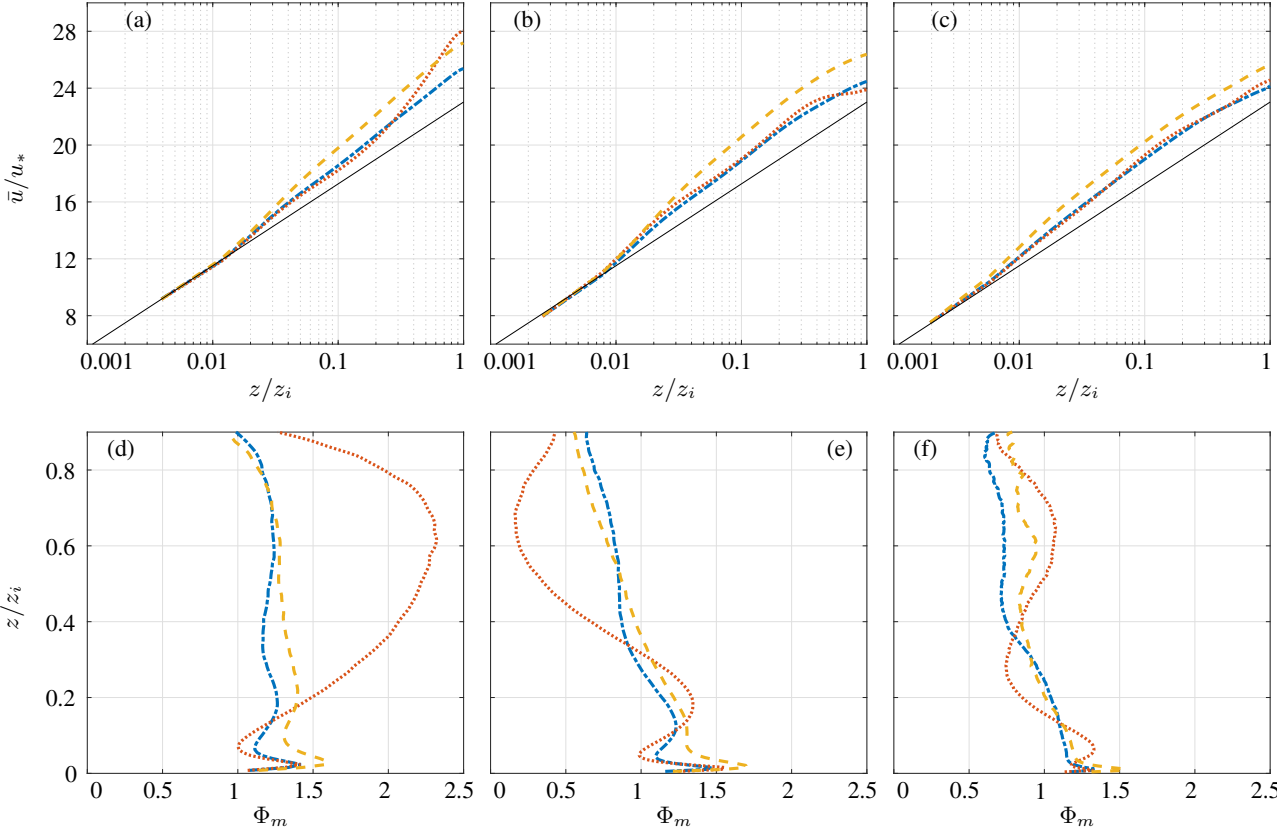 (a) (b) (c)
28
24
20
16
12
8
ū/u*
0.001 0.01 0.1 1 0.001 0.01 0.1 1 0.001 0.01 0.1 1
z/zᵢ z/zᵢ z/zᵢ
(d) (e) (f)
0.8
0.6
0.4
0.2
0
z/zᵢ
0 0.5 1 1.5 2 2.5 0 0.5 1 1.5 2 2.5 0 0.5 1 1.5 2 2.5
Φₘ Φₘ Φₘ